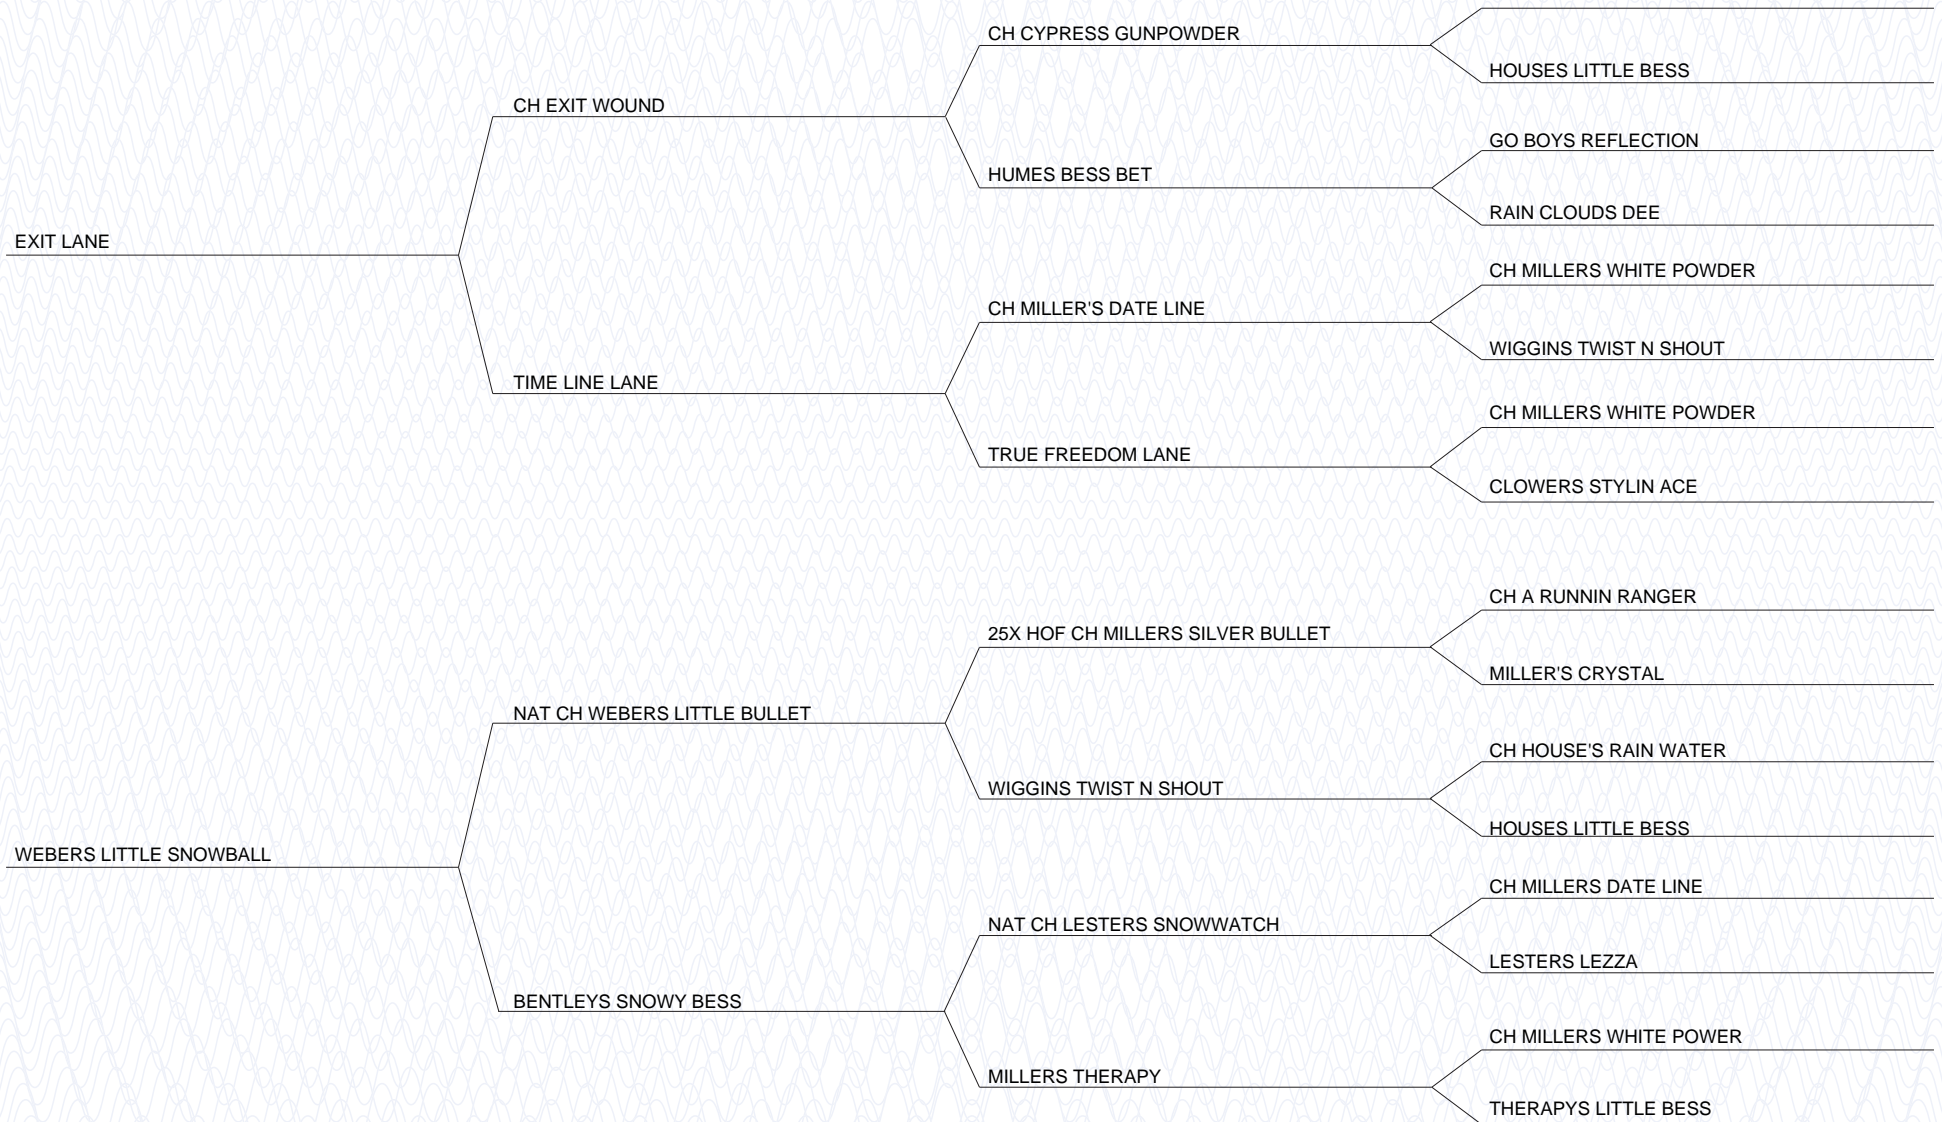 CH CYPRESS GUNPOWDER
HOUSES LITTLE BESS
CH EXIT WOUND
GO BOYS REFLECTION
HUMES BESS BET
RAIN CLOUDS DEE
EXIT LANE
CH MILLERS WHITE POWDER
CH MILLER'S DATE LINE
WIGGINS TWIST N SHOUT
TIME LINE LANE
CH MILLERS WHITE POWDER
TRUE FREEDOM LANE
CLOWERS STYLIN ACE
CH A RUNNIN RANGER
25X HOF CH MILLERS SILVER BULLET
MILLER'S CRYSTAL
NAT CH WEBERS LITTLE BULLET
CH HOUSE'S RAIN WATER
WIGGINS TWIST N SHOUT
HOUSES LITTLE BESS
WEBERS LITTLE SNOWBALL
CH MILLERS DATE LINE
NAT CH LESTERS SNOWWATCH
LESTERS LEZZA
BENTLEYS SNOWY BESS
CH MILLERS WHITE POWER
MILLERS THERAPY
THERAPYS LITTLE BESS